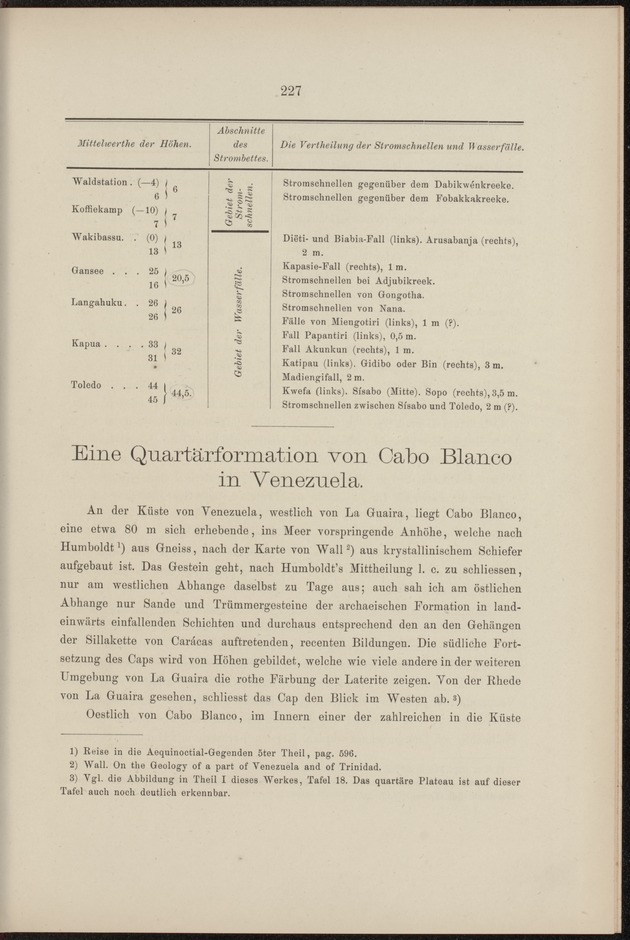 227
Mittelwerthe der Höhen.
Abschnitte
des
Strombettes.
Die Vertheilung der Stromschnellen und Wasserfälle.
Waldstation . (—4)
6
6
Koffiekamp (—10)
7
7
Wakibassu. . (0)
13
13
Gansee . . . 25
16
20,5
Langahuku. . 26
26
26
Kapua . . . . 33
31
32
Toledo . . . 44
45
44,5.
Gebiet der
Strom-
schnellen.
Gebiet der Wasserfälle.
Stromschnellen gegenüber dem Dabikwénkreeke.
Stromschnellen gegenüber dem Fobakkakreeke.
Diëti- und Biabia-Fall (links). Arusabanja (rechts),
2 m.
Kapasie-Fall (rechts), 1 m.
Stromschnellen bei Adjubikreek.
Stromschnellen von Gongotha.
Stromschnellen von Nana.
Fälle von Miengotiri (links), 1 m (?).
Fall Papantiri (links), 0,5 m.
Fall Akunkun (rechts), 1 m.
Katipau (links). Gidibo oder Bin (rechts), 3 m.
Madiengifall, 2 m.
Kwefa (links). Sísabo (Mitte). Sopo (rechts), 3,5 m.
Stromschnellen zwischen Sísabo und Toledo, 2 m (?).
Eine Quartärformation von Cabo Blanco
in Venezuela.
An der Küste von Venezuela, westlich von La Guaira, liegt Cabo Blanco,
eine etwa 80 m sich erhebende, ins Meer vorspringende Anhöhe, welche nach
Humboldt ¹) aus Gneiss, nach der Karte von Wall ²) aus krystallinischem Schiefer
aufgebaut ist. Das Gestein geht, nach Humboldt's Mittheilung l. c. zu schliessen,
nur am westlichen Abhange daselbst zu Tage aus; auch sah ich am östlichen
Abhange nur Sande und Trümmergesteine der archaeischen Formation in land-
einwärts einfallenden Schichten und durchaus entsprechend den an den Gehängen
der Sillakette von Carácas auftretenden, recenten Bildungen. Die südliche Fort-
setzung des Caps wird von Höhen gebildet, welche wie viele andere in der weiteren
Umgebung von La Guaira die rothe Färbung der Laterite zeigen. Von der Rhede
von La Guaira gesehen, schliesst das Cap den Blick im Westen ab. ³)
Oestlich von Cabo Blanco, im Innern einer der zahlreichen in die Küste
1) Reise in die Aequinoctial-Gegenden 5ter Theil, pag. 596.
2) Wall. On the Geology of a part of Venezuela and of Trinidad.
3) Vgl. die Abbildung in Theil I dieses Werkes, Tafel 18. Das quartäre Plateau ist auf dieser
Tafel auch noch deutlich erkennbar.